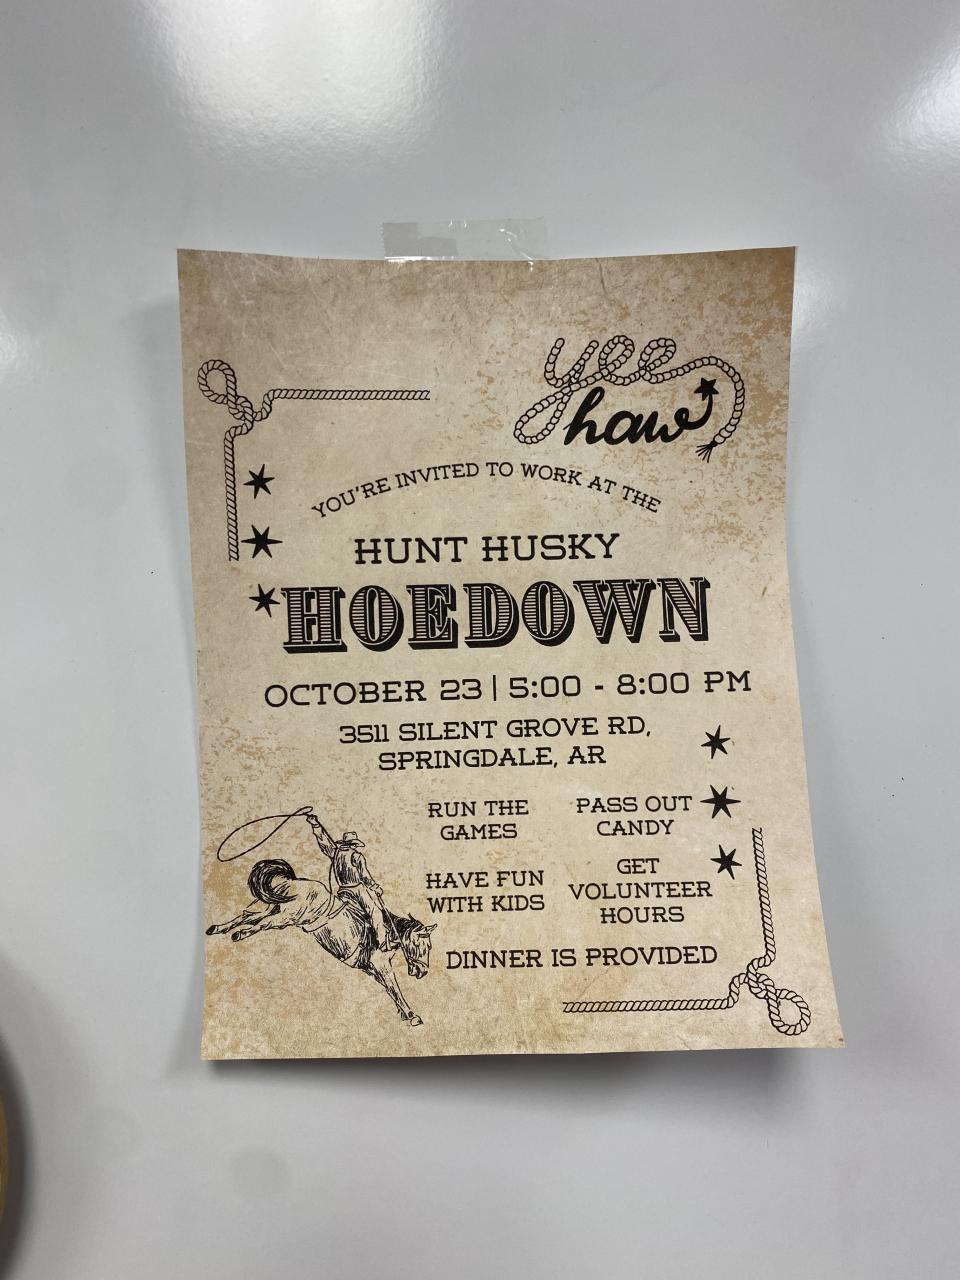 yee
haw
YOU'RE INVITED TO WORK AT THE
HUNT HUSKY
HOEDOWN
OCTOBER 23 | 5:00 - 8:00 PM
3511 SILENT GROVE RD,
SPRINGDALE, AR
RUN THE
GAMES
PASS OUT
CANDY
HAVE FUN
WITH KIDS
GET
VOLUNTEER
HOURS
DINNER IS PROVIDED